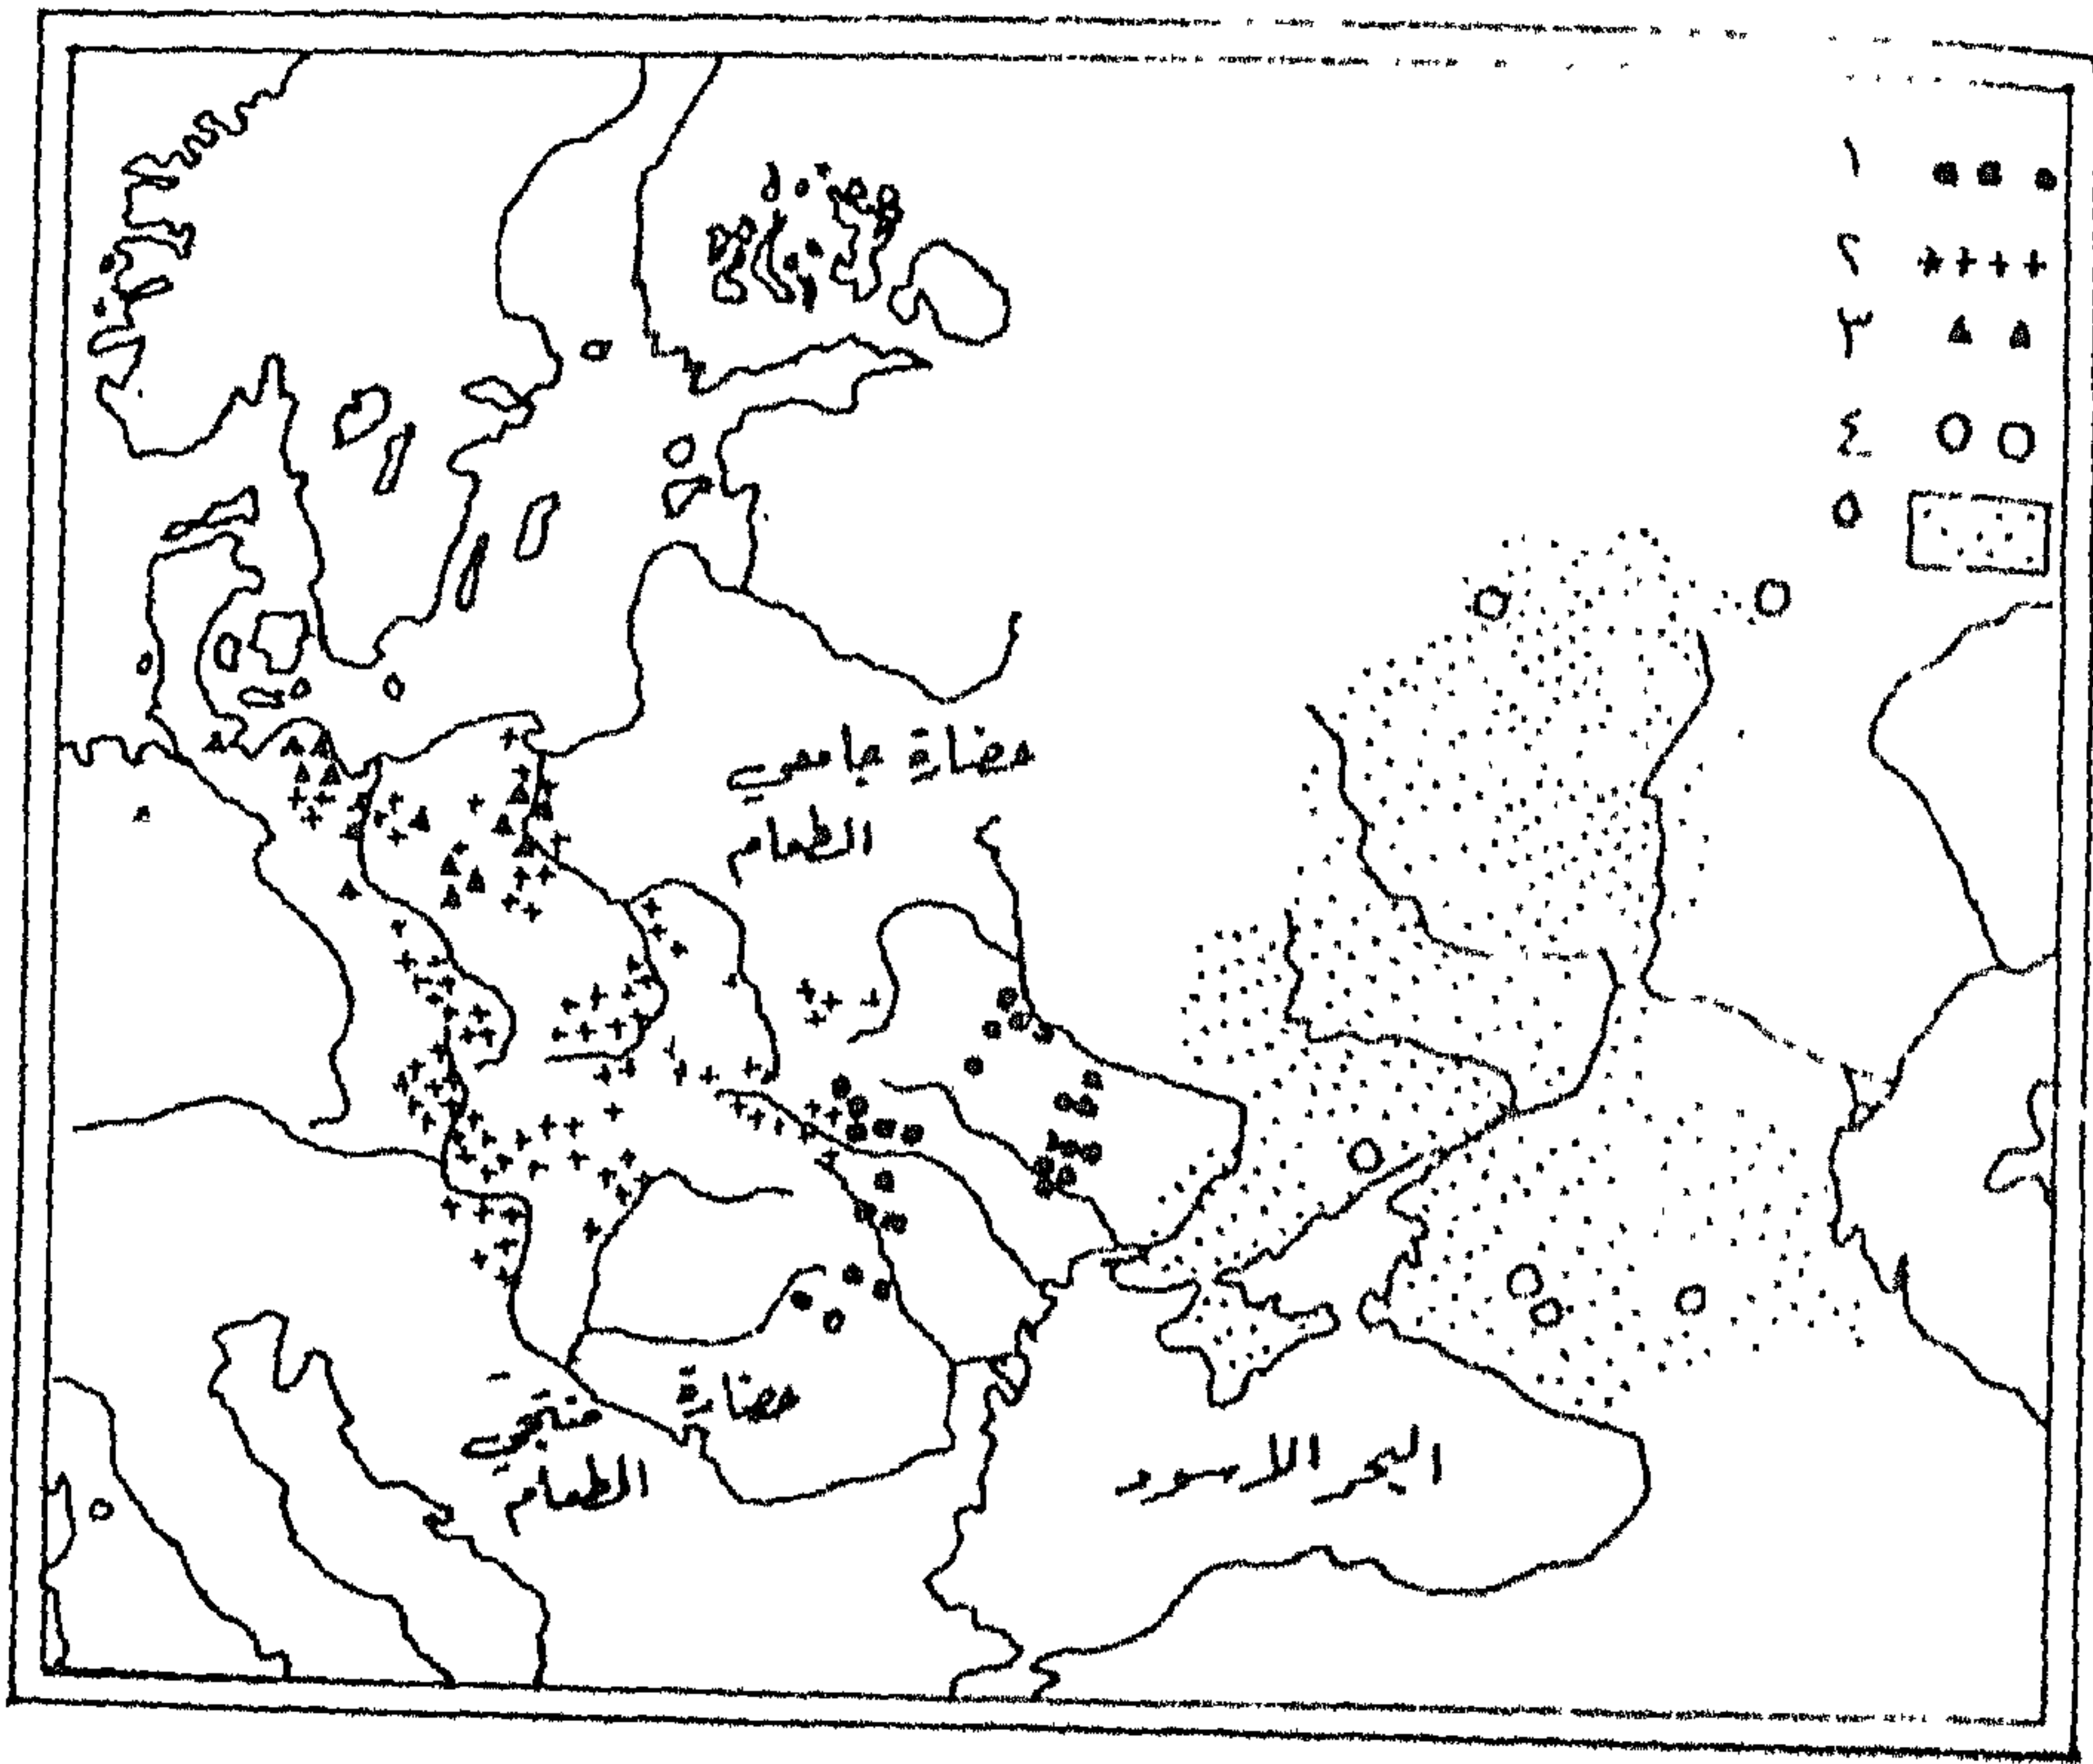 ١
٢
٣
٤
٥
حضارة جامعي
الطعام
حضارة منتجي
الطعام
البحر الاسود